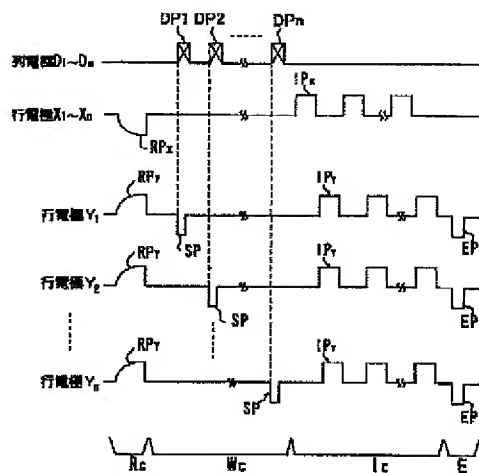 DP1 DP2 ........ DPn
列電極D1~Dm
行電極X1~Xn
IPx
RPx
RPY
IPY
行電極Y1
SP
EP
RPY
IPY
行電極Y2
SP
EP
RPY
IPY
行電極Yn
SP
EP
Rc Wc Ic E